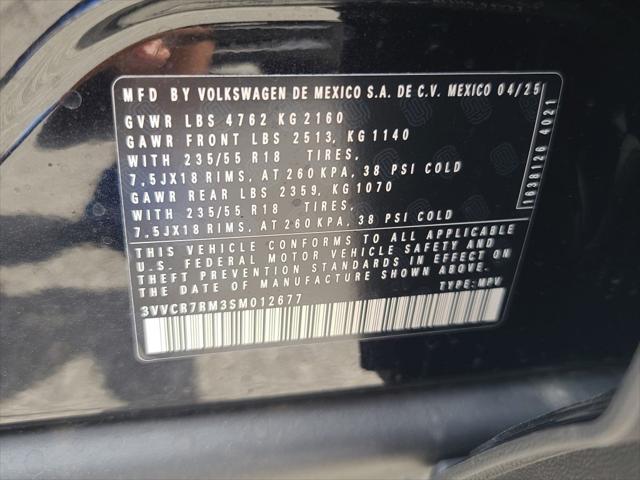 MFD. BY VOLKSWAGEN DE MEXICO S.A. DE C.V. MEXICO 04/25
GVWR LBS 4762 KG 2160
GAWR FRONT LBS 2513, KG 1140
WITH 235/55 R18 TIRES,
7.5JX18 RIMS, AT 260 KPA, 38 PSI COLD
GAWR REAR LBS 2359, KG 1070
WITH 235/55 R18 TIRES,
7.5JX18 RIMS, AT 260 KPA, 38 PSI COLD
THIS VEHICLE CONFORMS TO ALL APPLICABLE
U.S. FEDERAL MOTOR VEHICLE SAFETY AND
THEFT PREVENTION STANDARDS IN EFFECT ON
THE DATE OF MANUFACTURE SHOWN ABOVE.
3VVCR7RM3SM012677
TYPE: MPV
1638126 4021